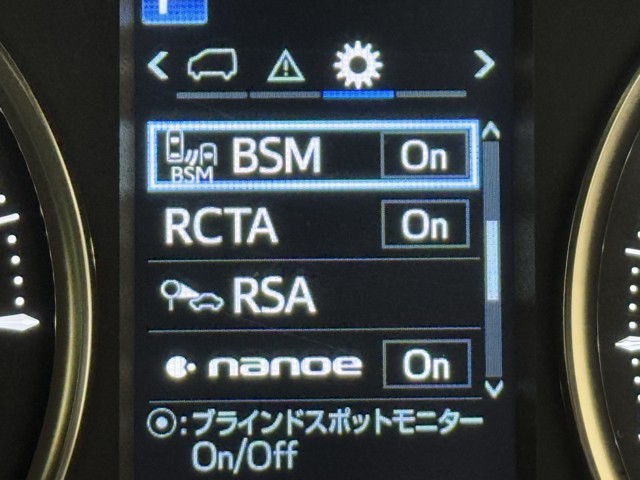 BSM BSM On
RCTA On
RSA
nanoe On
⦿:ブラインドスポットモニター
On/Off